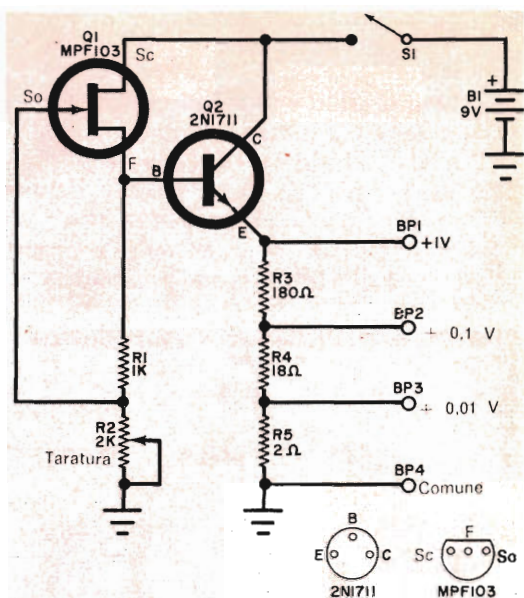 Q1
MPF103
Sc
So
F
Q2
2N1711
B
C
E
S1
+
B1
9V
BP1
+1V
R3
180Ω
BP2
+ 0,1 V
R4
18Ω
BP3
+ 0,01 V
R5
2Ω
BP4
Comune
R1
1K
R2
2K
Taratura
B
E C
2N1711
F
Sc So
MPF103